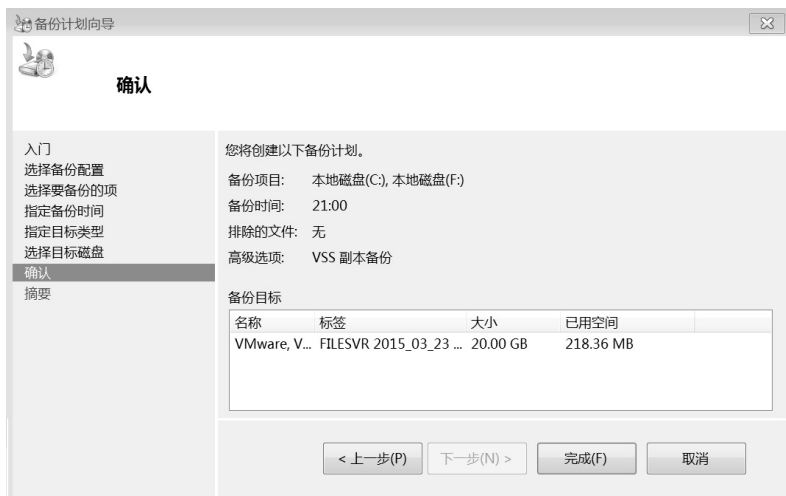 备份计划向导
确认
入门
选择备份配置
选择要备份的项
指定备份时间
指定目标类型
选择目标磁盘
确认
摘要
您将创建以下备份计划。
备份项目: 本地磁盘(C:), 本地磁盘(F:)
备份时间: 21:00
排除的文件: 无
高级选项: VSS 副本备份
备份目标
名称 标签 大小 已用空间
VMware, V... FILESVR 2015_03_23 ... 20.00 GB 218.36 MB
< 上一步(P) 下一步(N) > 完成(F) 取消